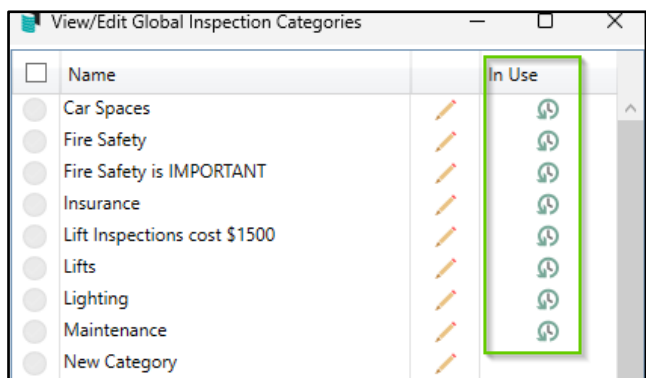 View/Edit Global Inspection Categories
Name In Use
Car Spaces
Fire Safety
Fire Safety is IMPORTANT
Insurance
Lift Inspections cost $1500
Lifts
Lighting
Maintenance
New Category